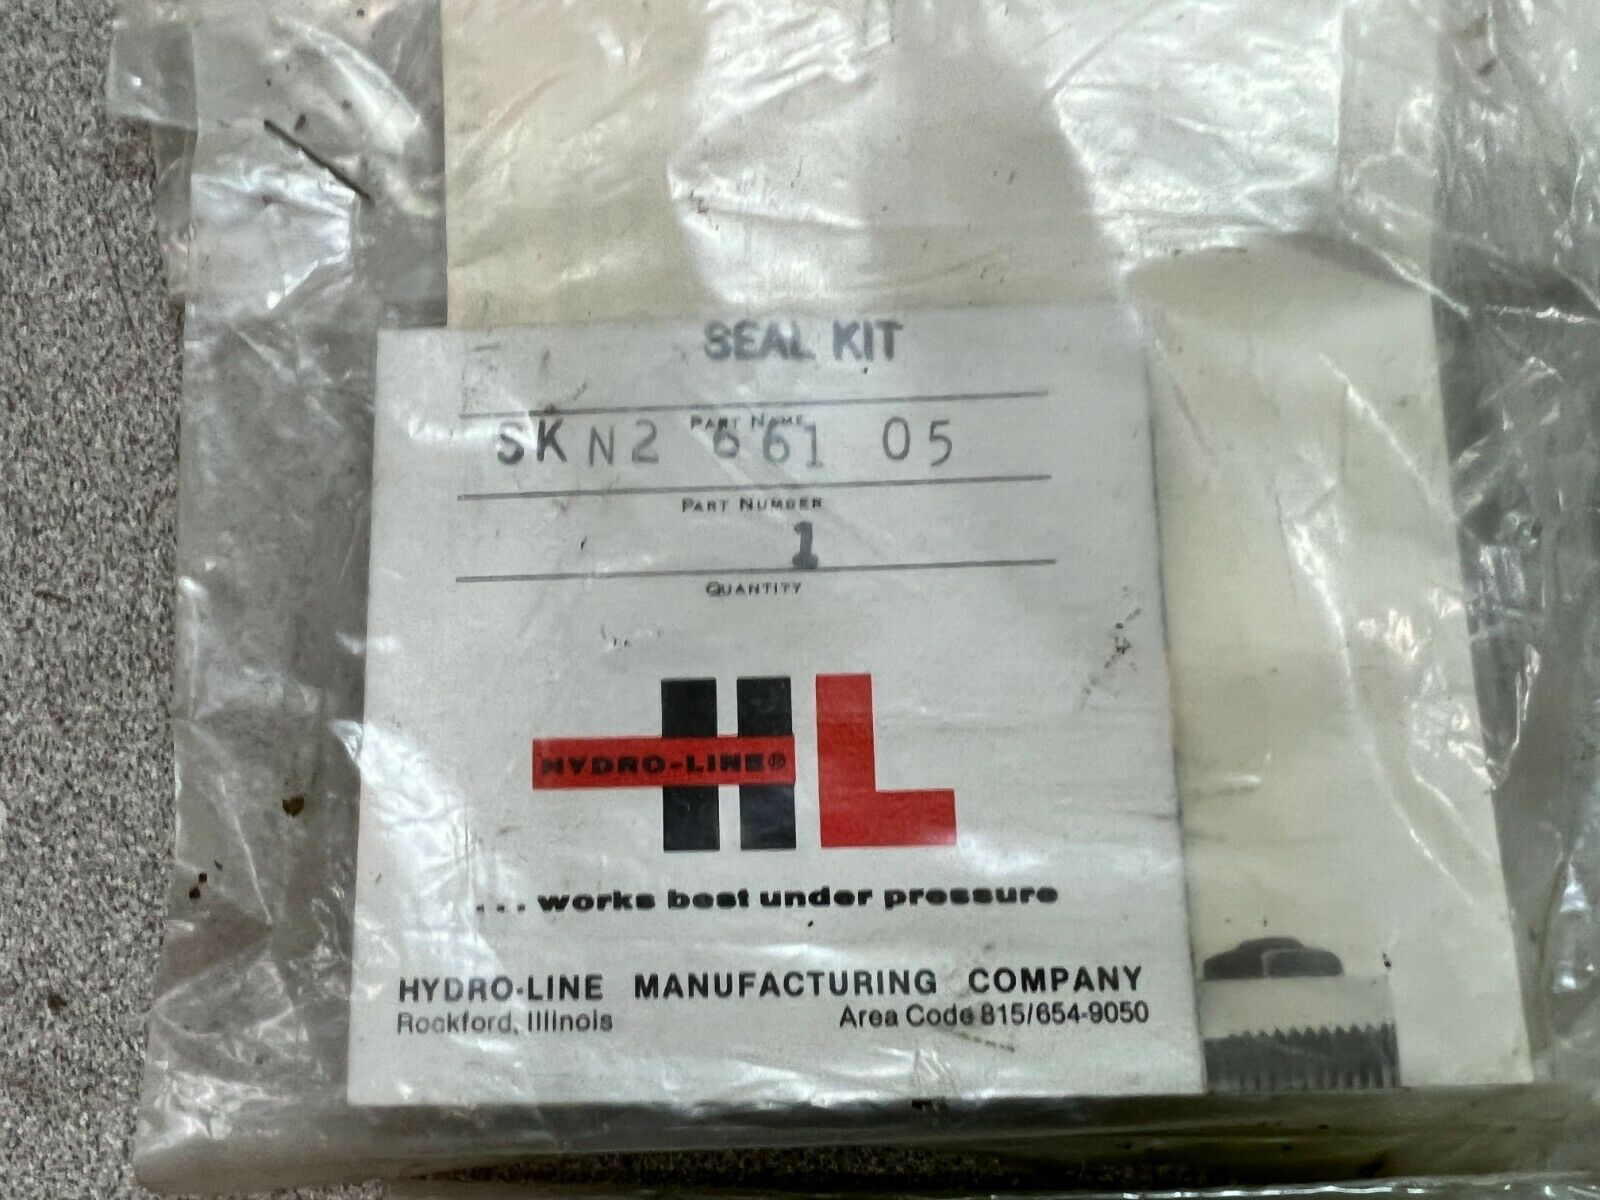 SEAL KIT
PART NAME
SKN2 661 05
PART NUMBER
1
QUANTITY
HL
HYDRO-LINE®
...works best under pressure
HYDRO-LINE MANUFACTURING COMPANY
Rockford, Illinois Area Code 815/654-9050